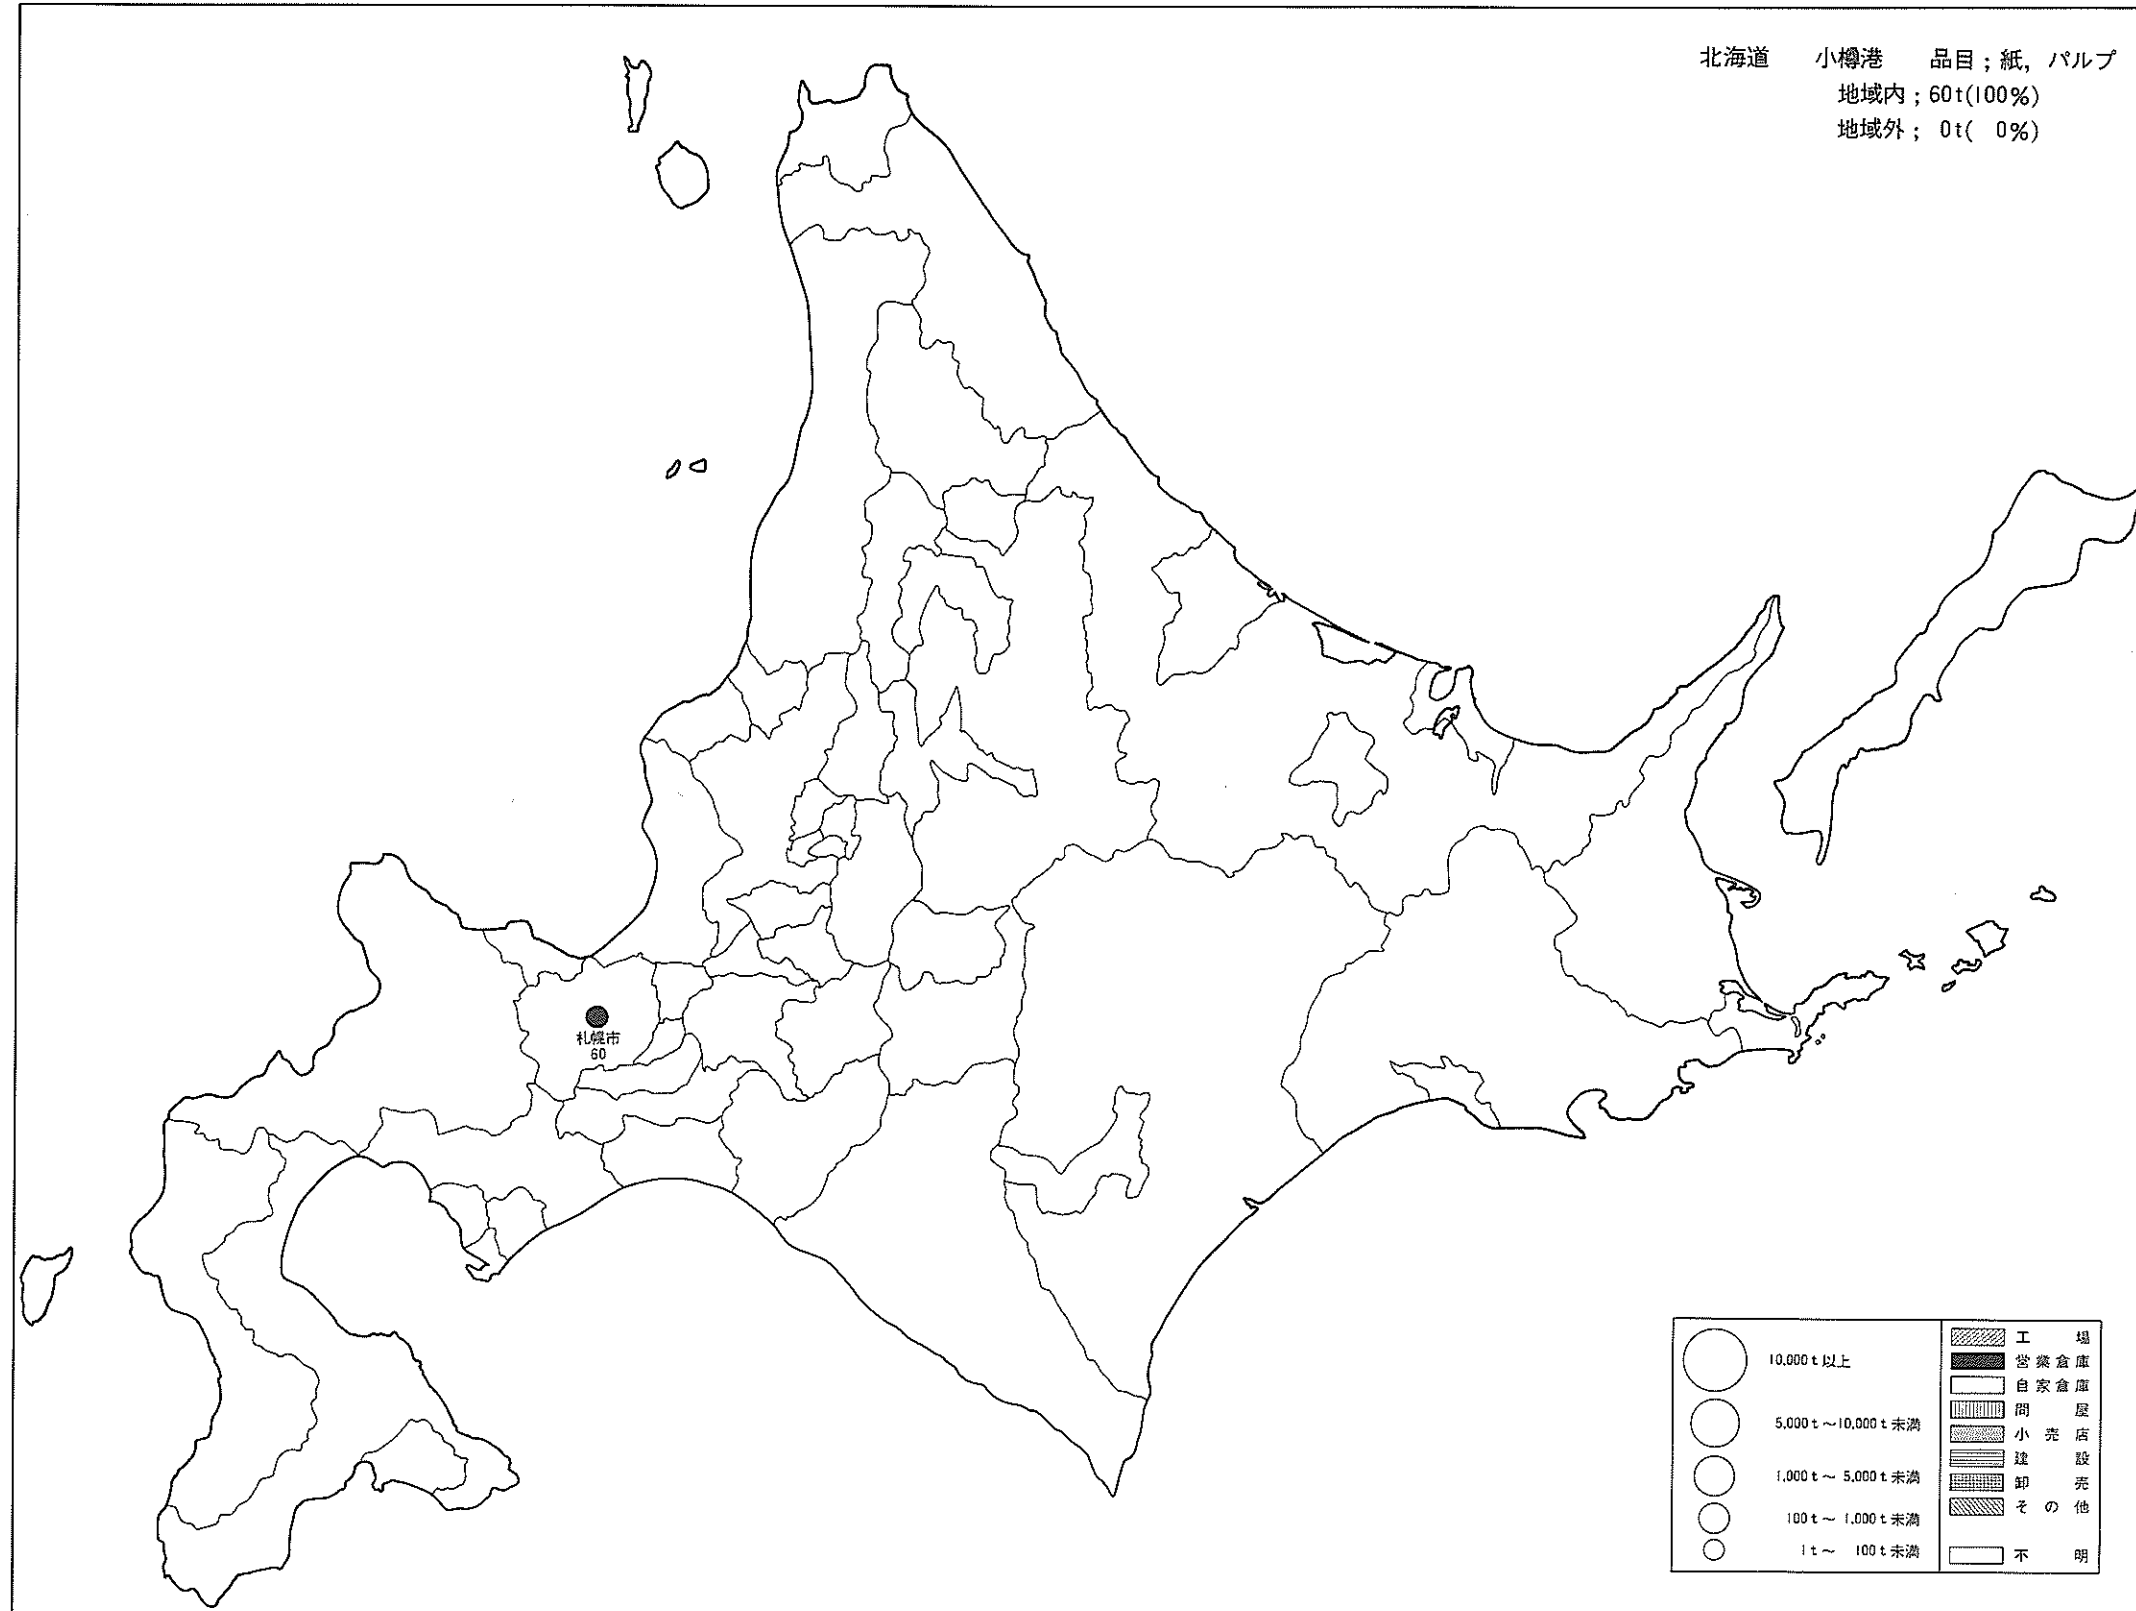 北海道 小樽港 品目；紙，パルプ
地域内；60t(100%)
地域外； 0t( 0%)
札幌市
60
10,000t以上
5,000t～10,000t未満
1,000t～ 5,000t未満
100t～ 1,000t未満
1t～ 100t未満
工 場
営業倉庫
自家倉庫
問 屋
小売店
建 設
卸 売
その他
不 明